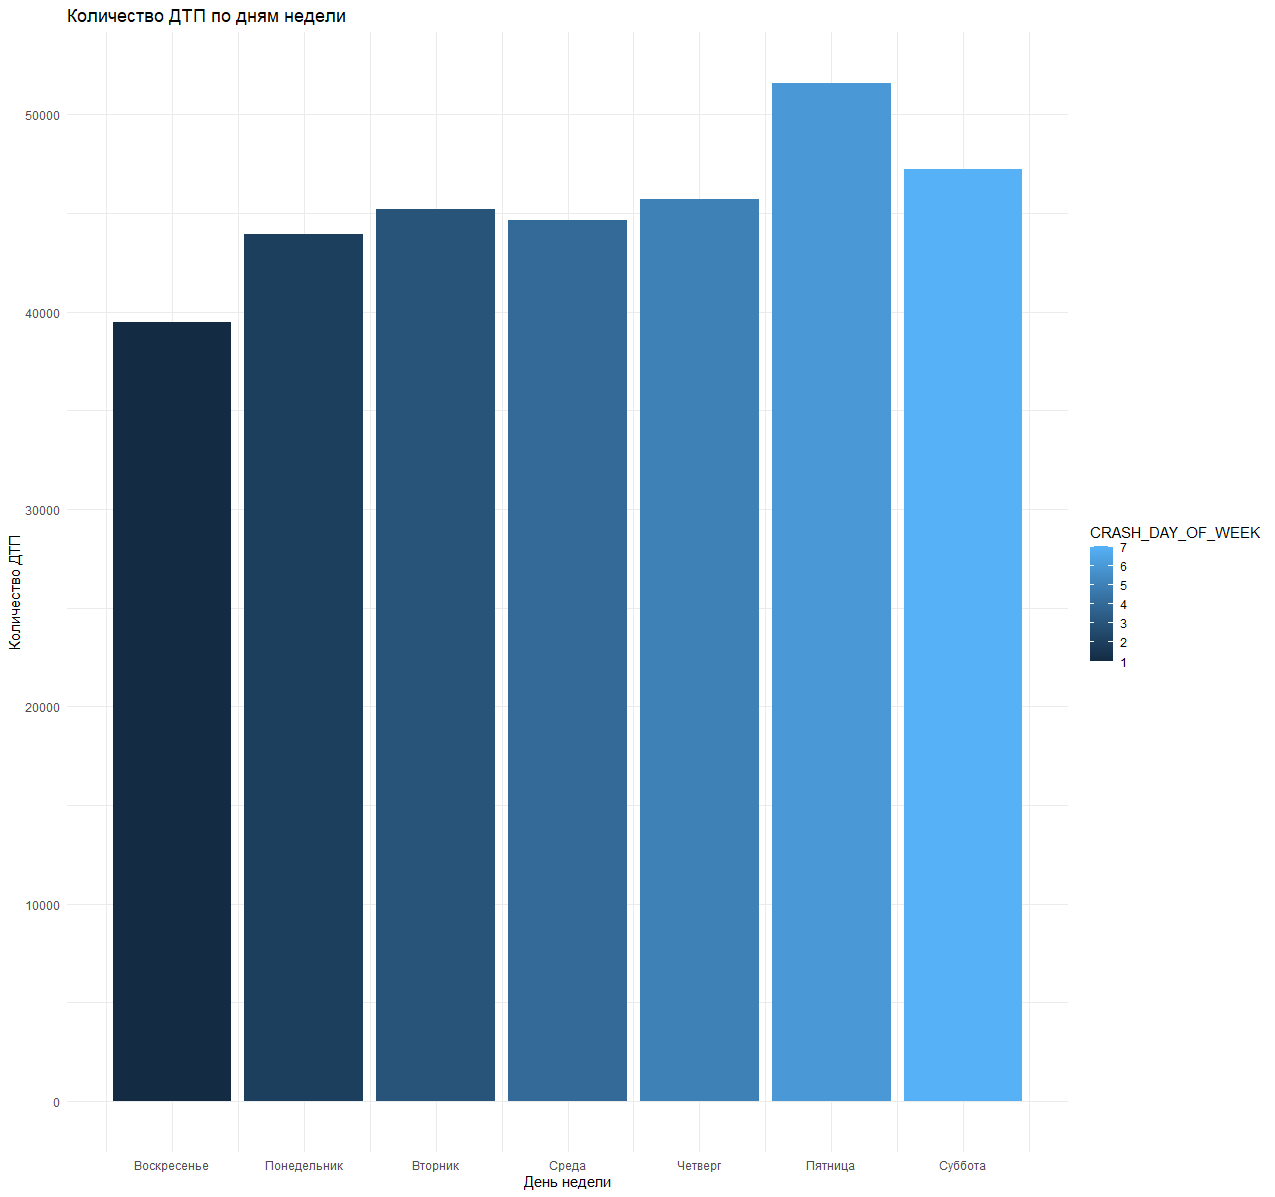 Количество ДТП по дням недели
50000
40000
30000
20000
10000
0
Количество ДТП
Воскресенье
Понедельник
Вторник
Среда
Четверг
Пятница
Суббота
День недели
CRASH_DAY_OF_WEEK
7
6
5
4
3
2
1